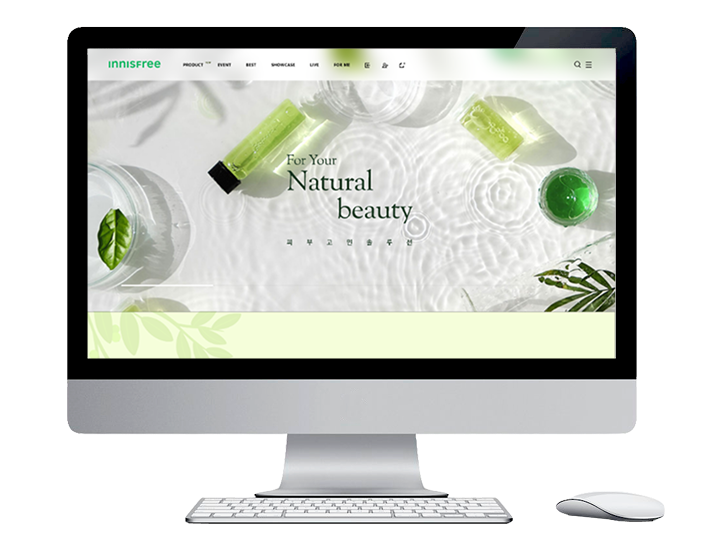 innisfree
PRODUCT EVENT BEST SHOWCASE LIVE FOR ME
For Your
Natural
beauty
피 부 고 민 솔 루 션